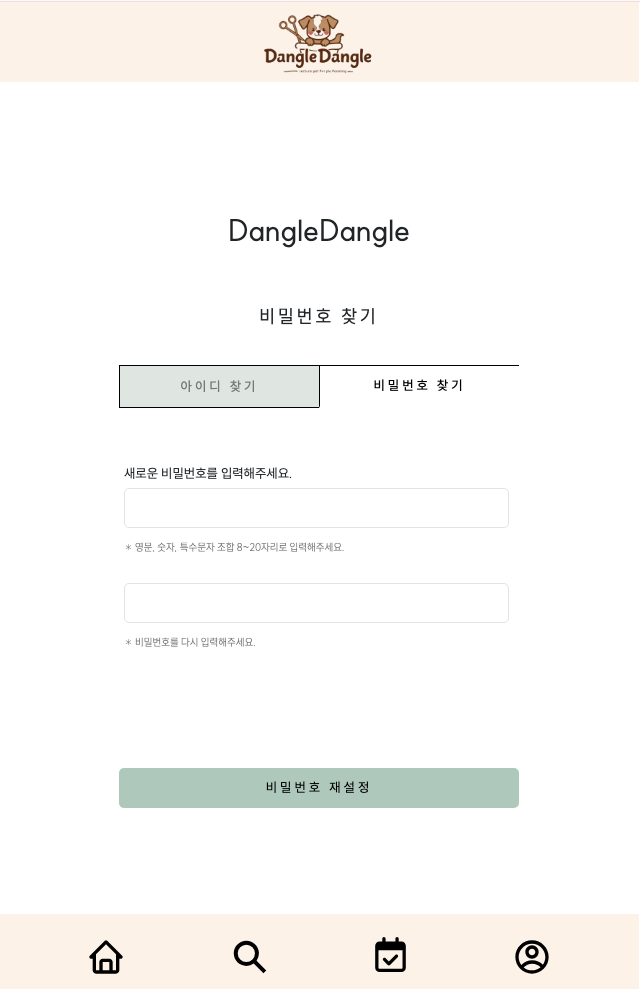 DangleDangle
DangleDangle
비밀번호 찾기
아이디 찾기
비밀번호 찾기
새로운 비밀번호를 입력해주세요.
* 영문, 숫자, 특수문자 조합 8~20자리로 입력해주세요.
* 비밀번호를 다시 입력해주세요.
비밀번호 재설정